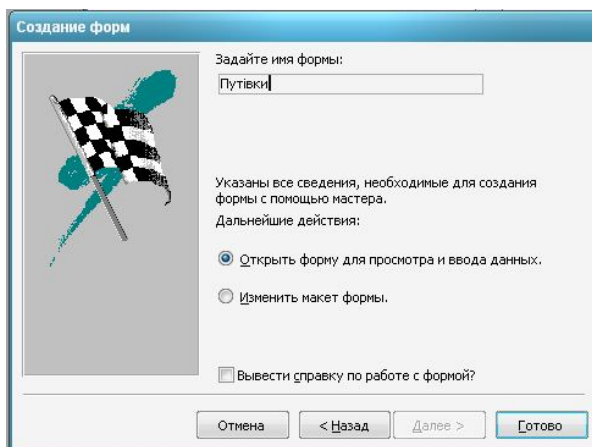 Создание форм
Задайте имя формы:
Путівки
Указаны все сведения, необходимые для создания
формы с помощью мастера.
Дальнейшие действия:
Открыть форму для просмотра и ввода данных.
Изменить макет формы.
Вывести справку по работе с формой?
Отмена
< Назад
Далее >
Готово